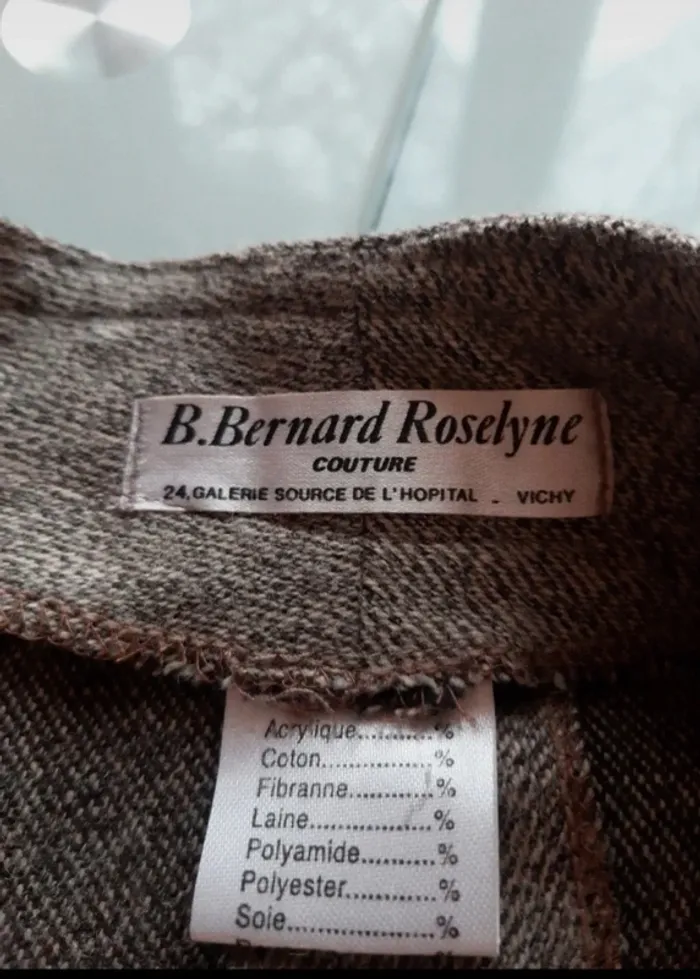 B.Bernard Roselyne
COUTURE
24,GALERIE SOURCE DE L'HOPITAL - VICHY
Acrylique..............%
Coton................%
Fibranne.............%
Laine..................%
Polyamide..........%
Polyester............%
Soie....................%